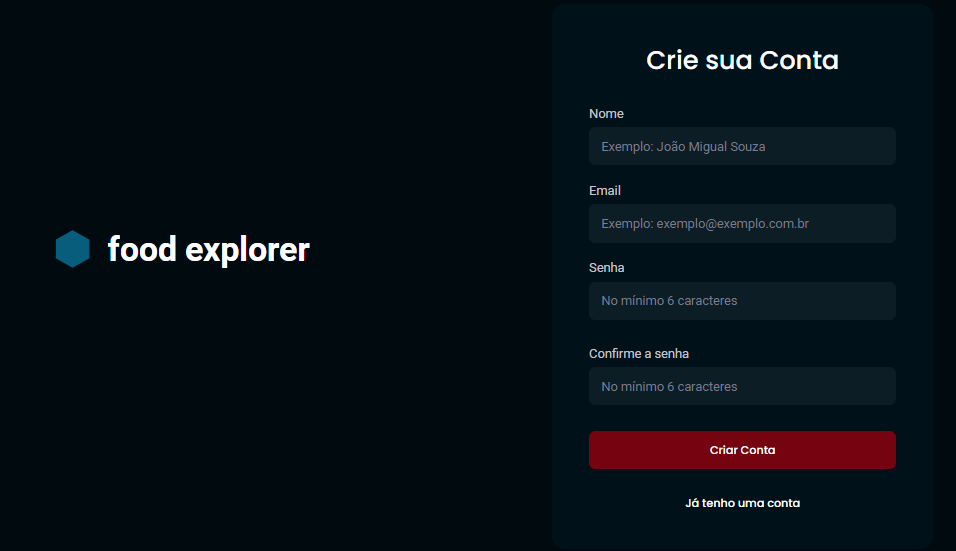 food explorer
Crie sua Conta
Nome
Exemplo: João Migual Souza
Email
Exemplo: exemplo@exemplo.com.br
Senha
No mínimo 6 caracteres
Confirme a senha
No mínimo 6 caracteres
Criar Conta
Já tenho uma conta